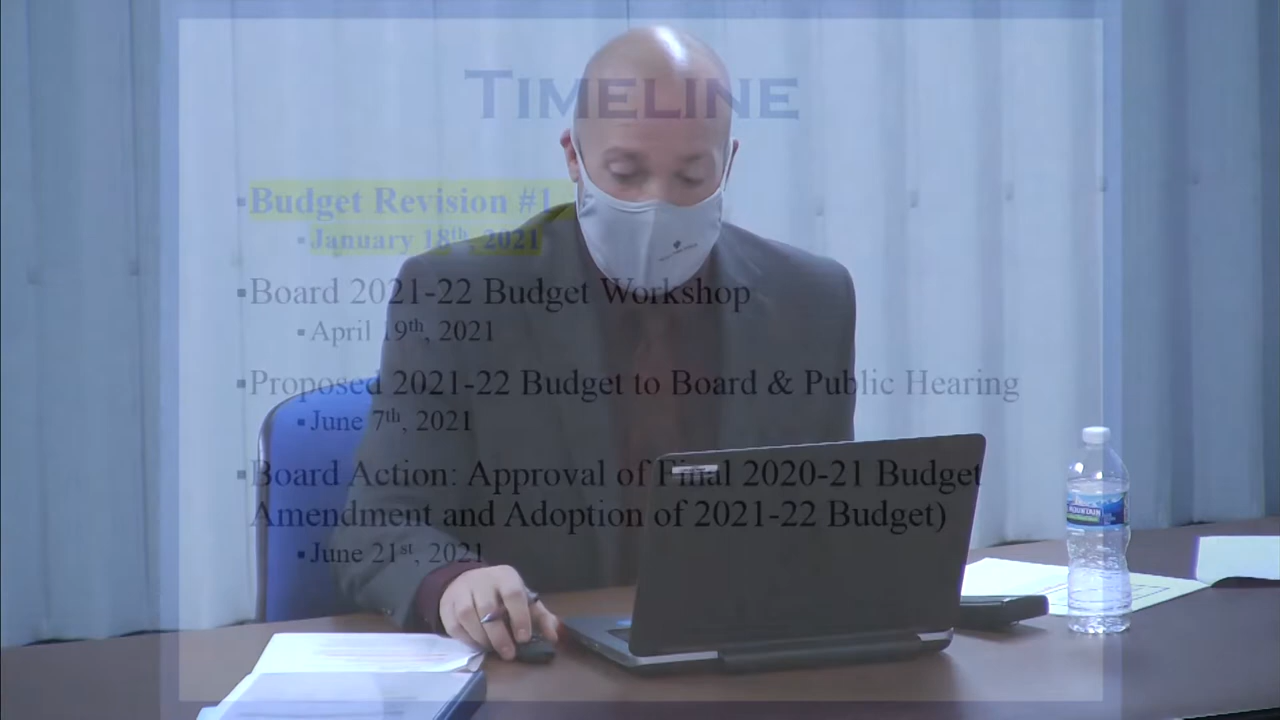 TIMELINE
▪Budget Revision #1
▪January 18th, 2021
▪Board 2021-22 Budget Workshop
▪April 19th, 2021
▪Proposed 2021-22 Budget to Board & Public Hearing
▪June 7th, 2021
▪Board Action: Approval of Final 2020-21 Budget
Amendment and Adoption of 2021-22 Budget)
▪June 21st, 2021